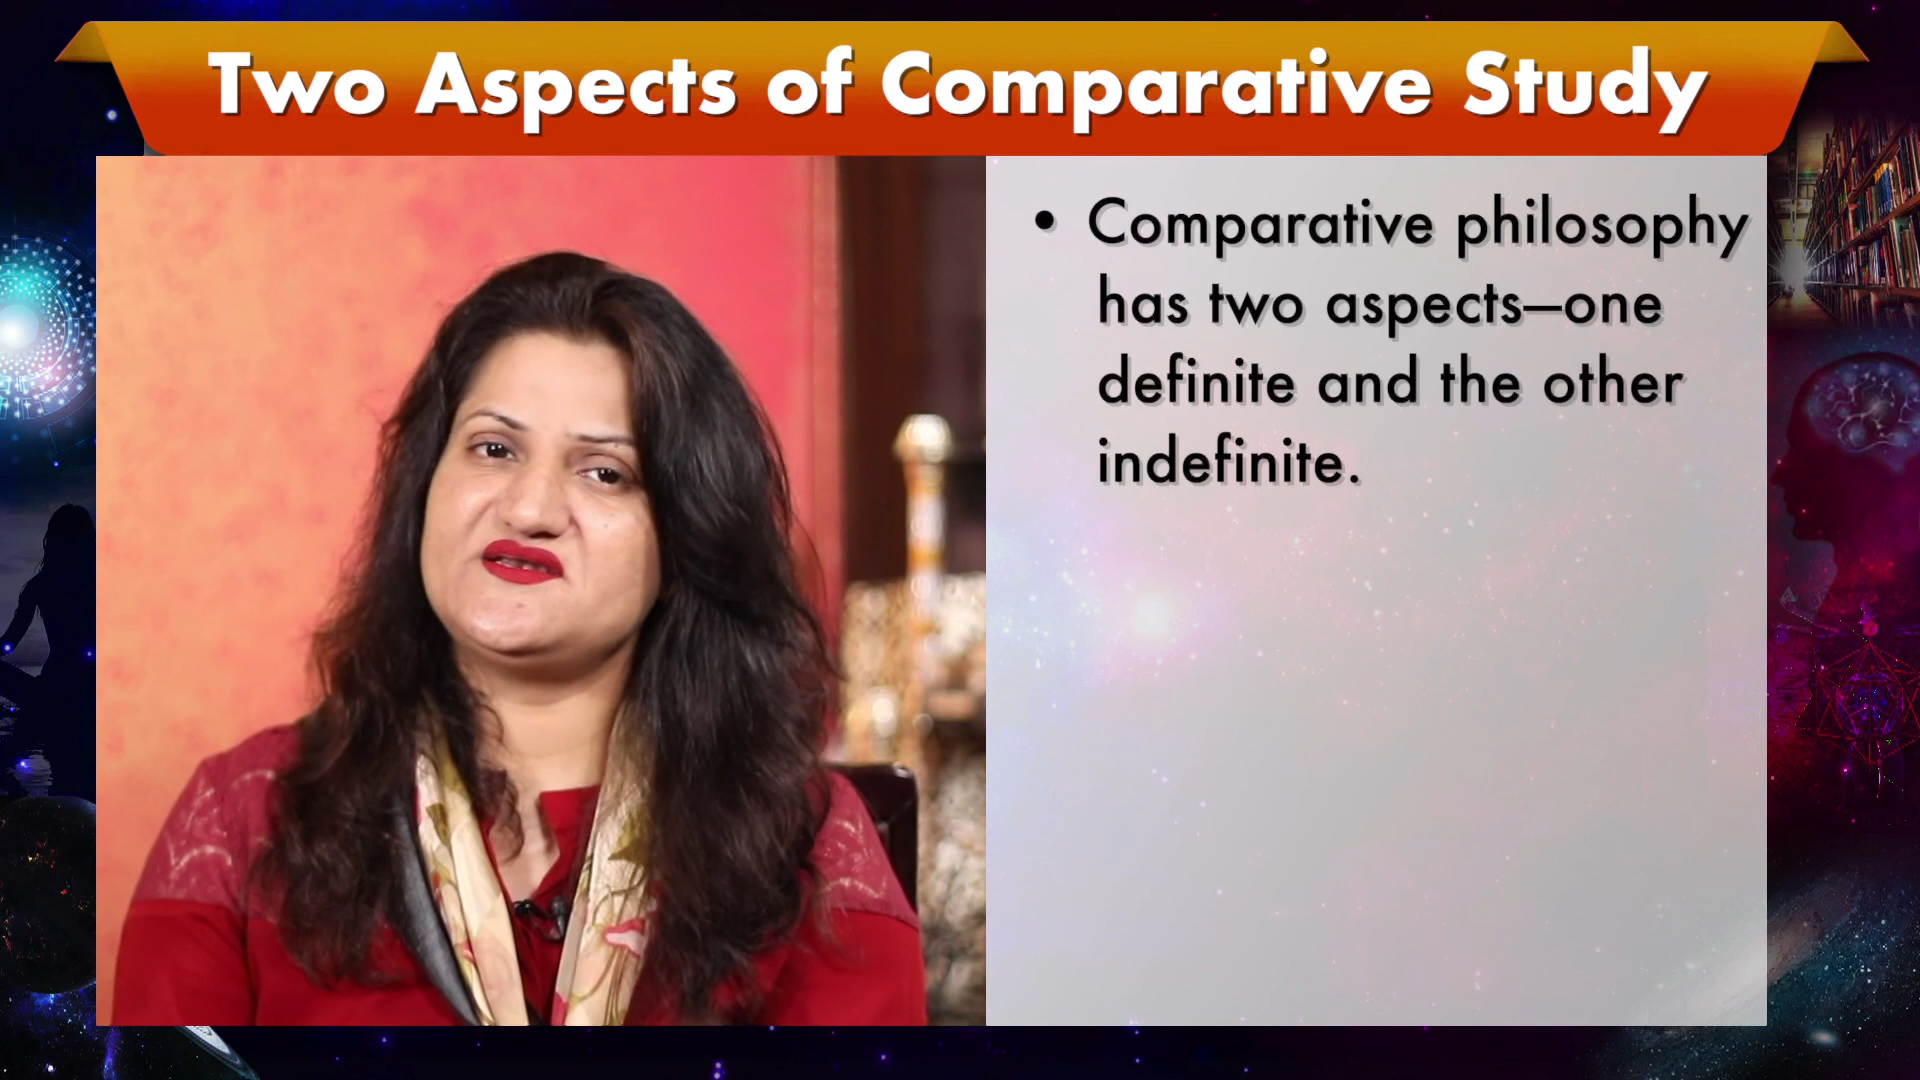 Two Aspects of Comparative Study
• Comparative philosophy
has two aspects—one
definite and the other
indefinite.